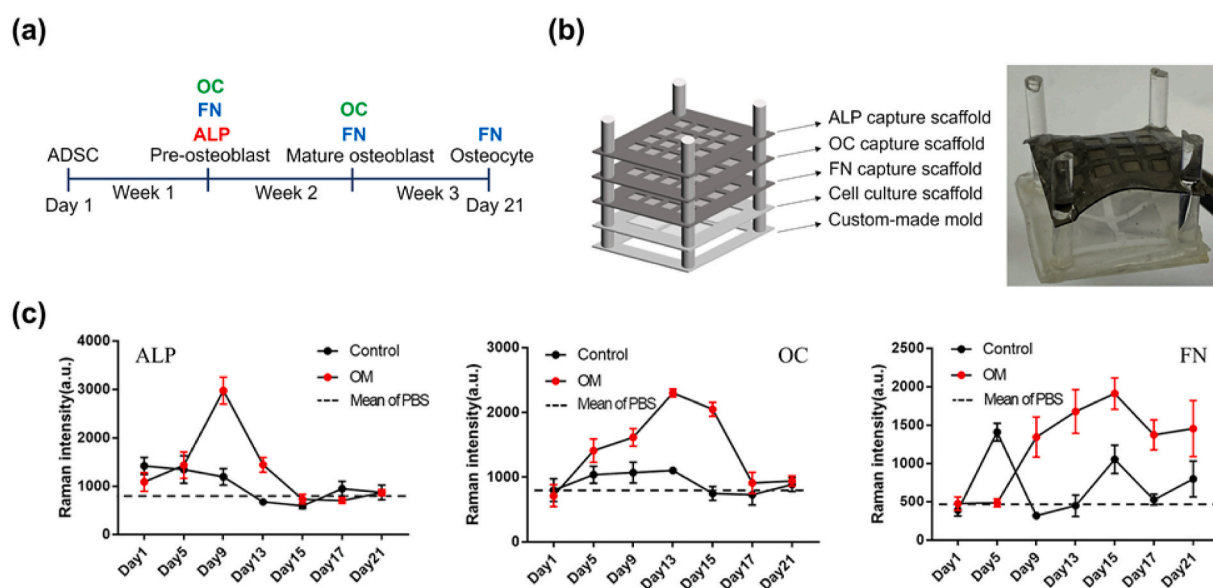 (a)
OC
FN
ALP
OC
FN
FN
ADSC
Pre-osteoblast
Mature osteoblast
Osteocyte
Week 1
Week 2
Week 3
Day 1
Day 21
(b)
ALP capture scaffold
OC capture scaffold
FN capture scaffold
Cell culture scaffold
Custom-made mold
(c)
ALP
Control
OM
Mean of PBS
Raman intensity(a.u.)
4000
3000
2000
1000
0
Day1
Day5
Day9
Day13
Day15
Day17
Day21
OC
Control
OM
Mean of PBS
Raman intensity(a.u.)
3000
2000
1000
0
Day1
Day5
Day9
Day13
Day15
Day17
Day21
FN
Control
OM
Mean of PBS
Raman intensity(a.u.)
2500
2000
1500
1000
500
0
Day1
Day5
Day9
Day13
Day15
Day17
Day21